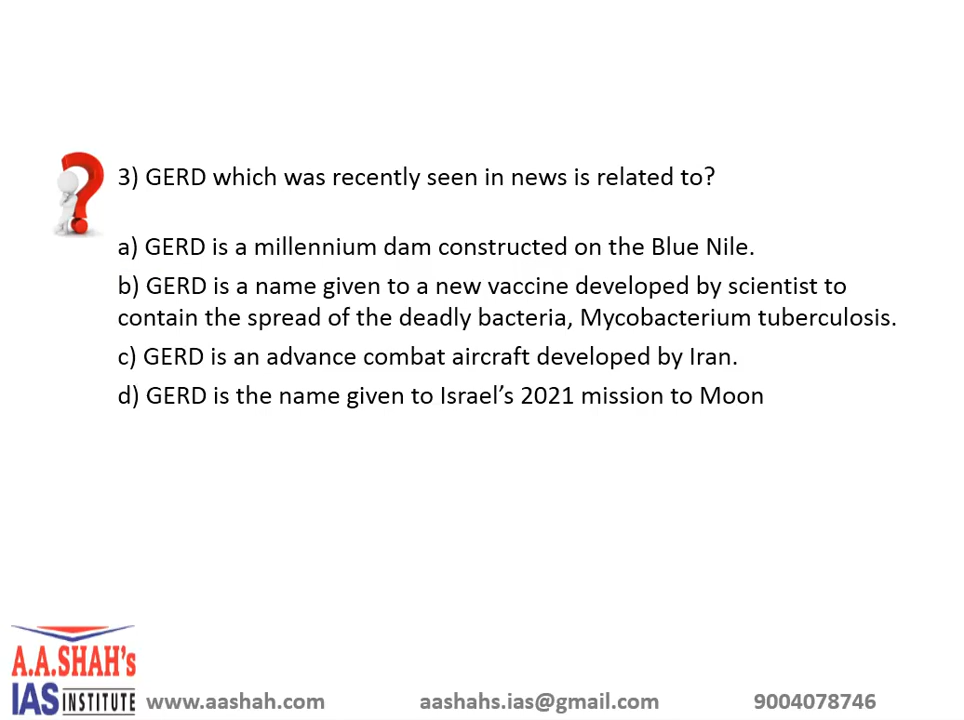 3) GERD which was recently seen in news is related to?
a) GERD is a millennium dam constructed on the Blue Nile.
b) GERD is a name given to a new vaccine developed by scientist to
contain the spread of the deadly bacteria, Mycobacterium tuberculosis.
c) GERD is an advance combat aircraft developed by Iran.
d) GERD is the name given to Israel’s 2021 mission to Moon
A.A.SHAH's
IAS INSTITUTE
www.aashah.com aashahs.ias@gmail.com 9004078746